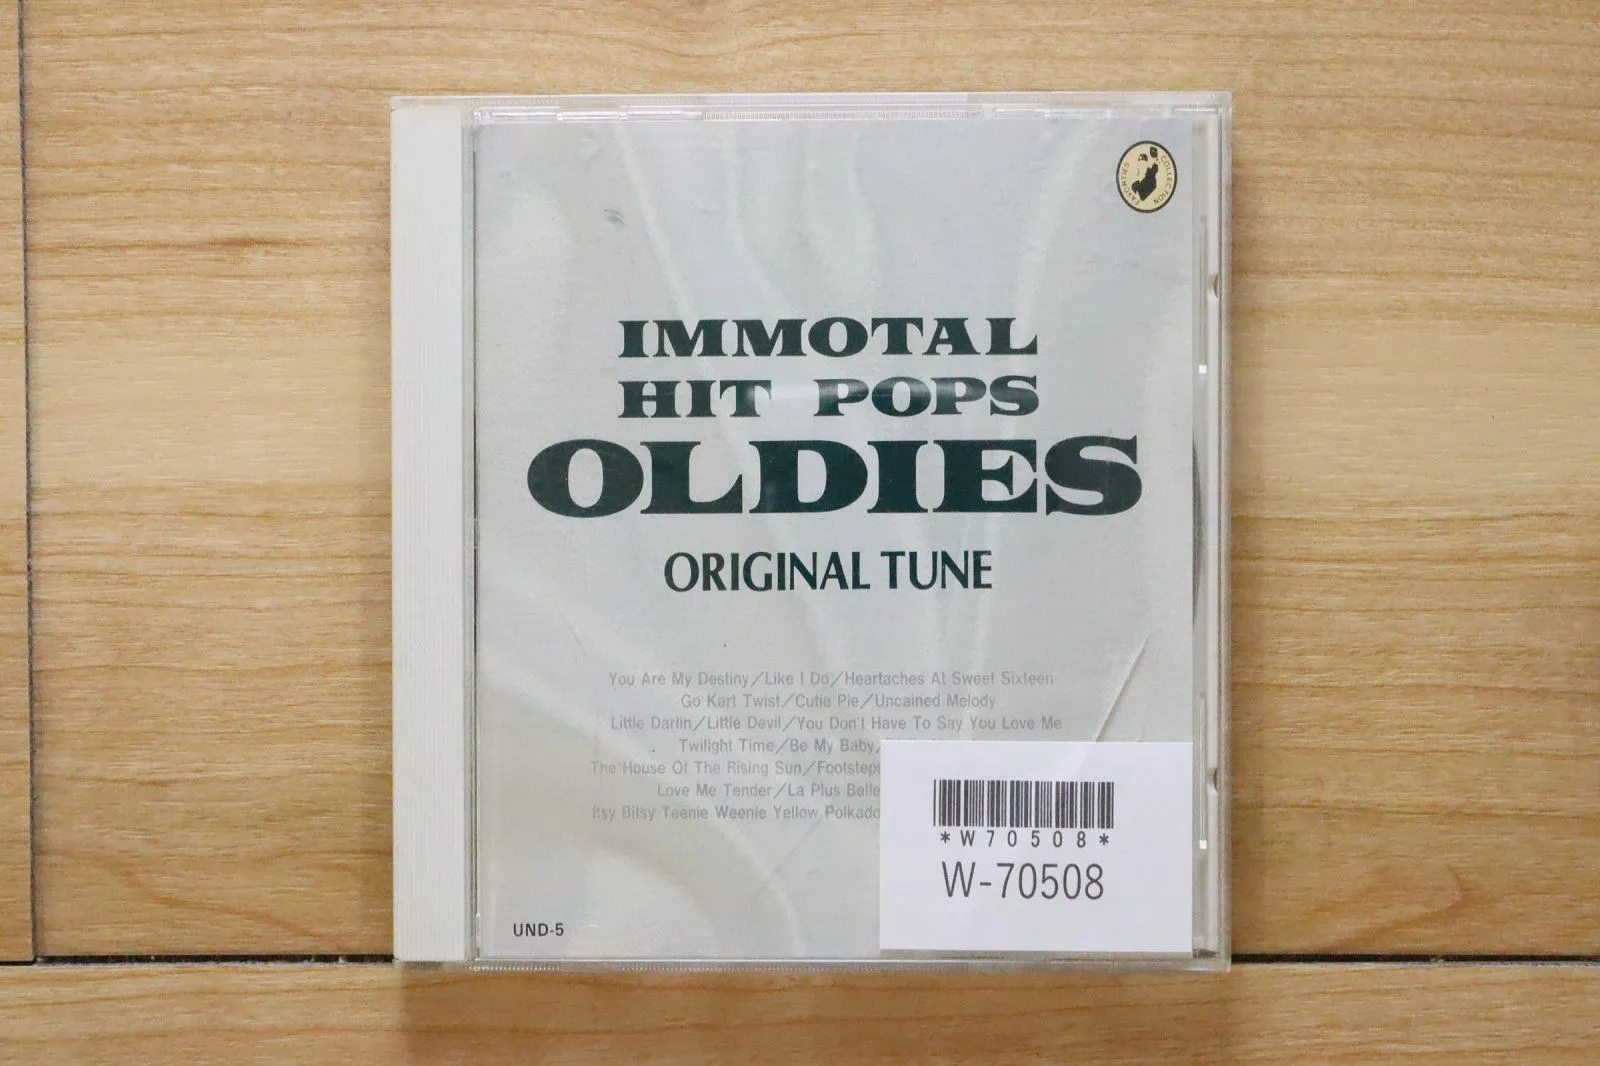 LAVORTIES COLLECTION
IMMOTAL
HIT POPS
OLDIES
ORIGINAL TUNE
You Are My Destiny/Like I Do/Heartaches At Sweet Sixteen
Go Kart Twist/Cutie Pie/Uncained Melody
Little Darlin/Little Devil/You Don't Have To Say You Love Me
Twilight Time/Be My Baby/
The House Of The Rising Sun/Footsteps
Love Me Tender/La Plus Belle
Itsy Bitsy Teenie Weenie Yellow Polkado
*W70508*
W-70508
UND-5